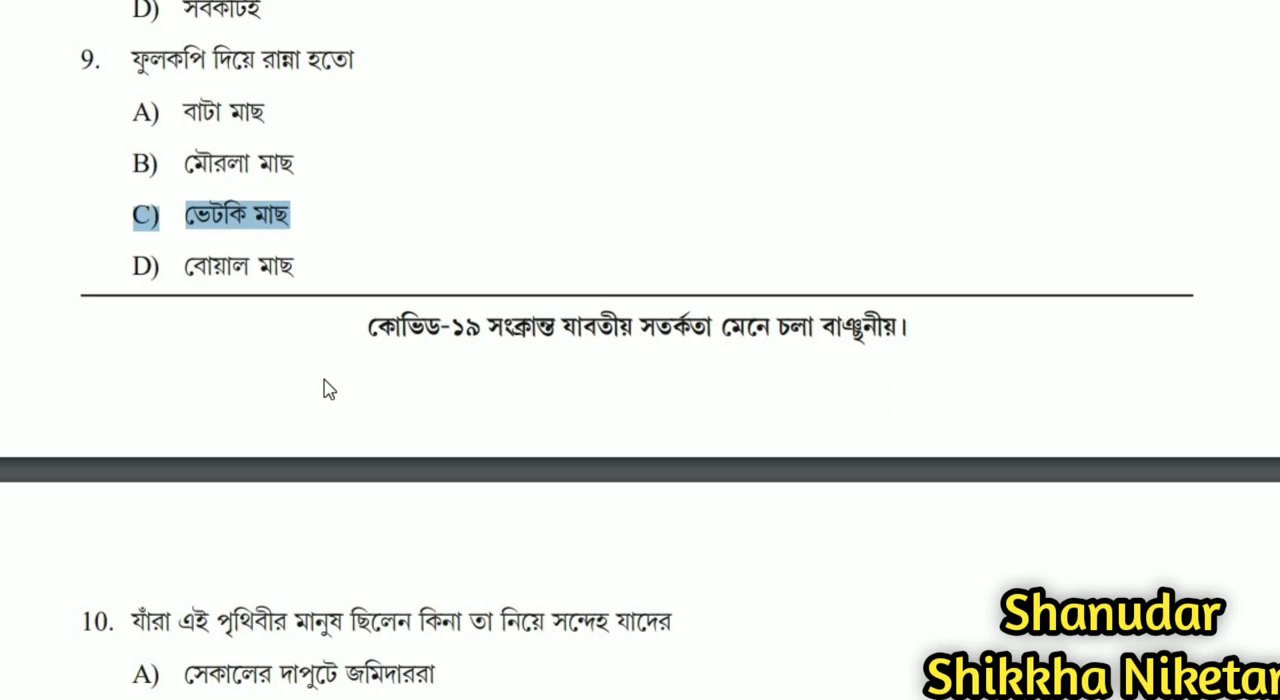 D) সবকটিই
9. ফুলকপি দিয়ে রান্না হতো
A) বাটা মাছ
B) মৌরলা মাছ
C) ভেটকি মাছ
D) বোয়াল মাছ
কোভিড-১৯ সংক্রান্ত যাবতীয় সতর্কতা মেনে চলা বাঞ্ছনীয়।
10. যাঁরা এই পৃথিবীর মানুষ ছিলেন কিনা তা নিয়ে সন্দেহ যাদের
A) সেকালের দাপুটে জমিদাররা
Shanudar
Shikkha Niketan